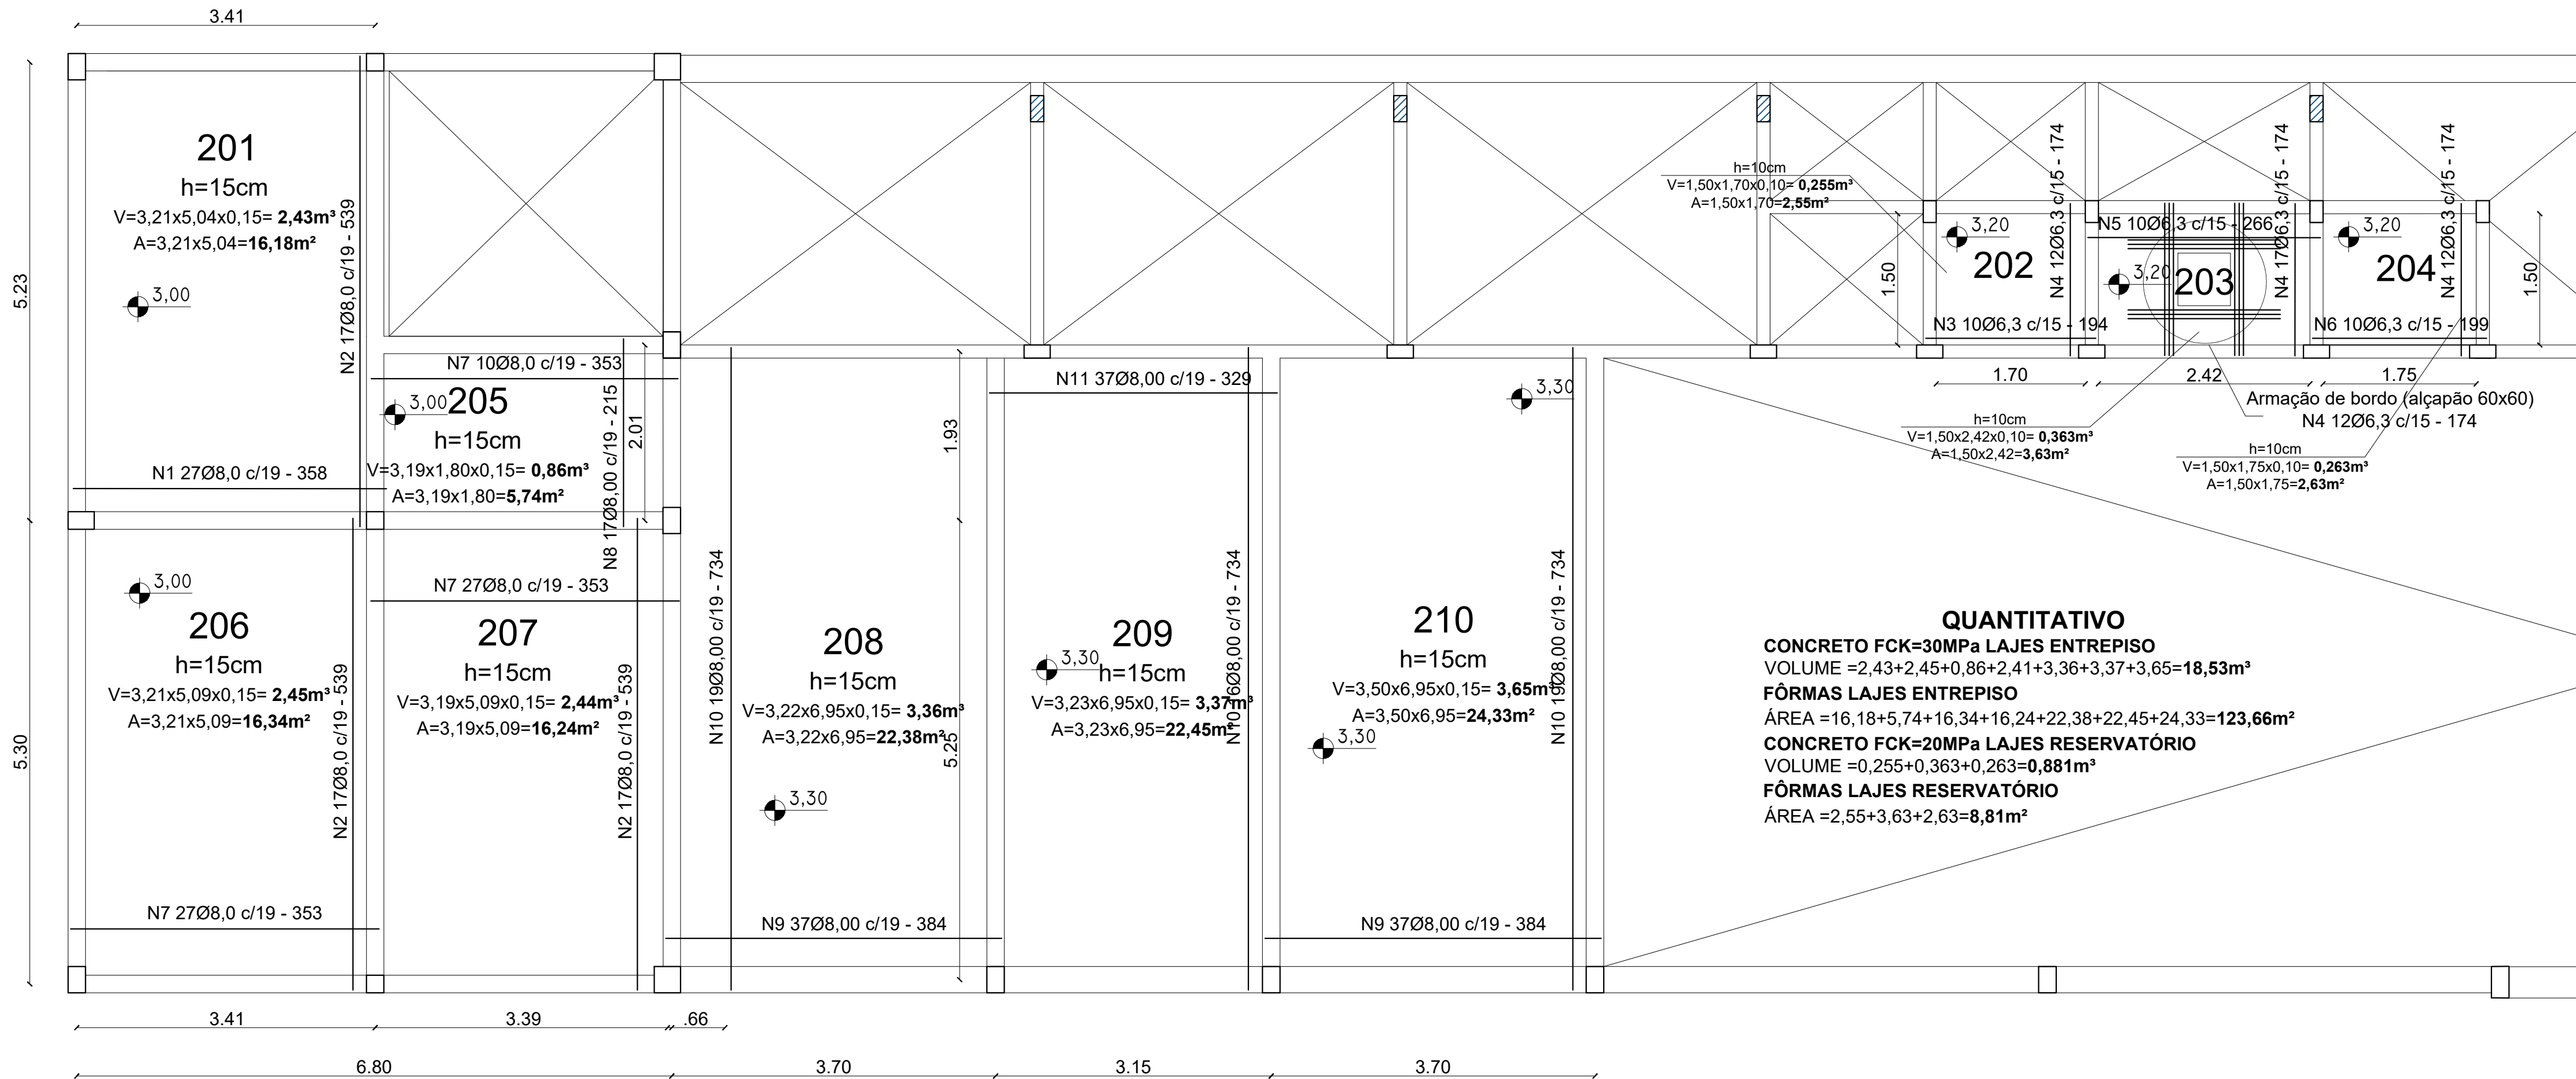 3.41
5.23
201
h=15cm
V=3,21x5,04x0,15= 2,43m³
A=3,21x5,04=16,18m²
3,00
N2 17Ø8,0 c/19 - 539
N1 27Ø8,0 c/19 - 358
N7 10Ø8,0 c/19 - 353
3,00
205
h=15cm
V=3,19x1,80x0,15= 0,86m³
A=3,19x1,80=5,74m²
N8 17Ø8,00 c/19 - 215
2.01
5.30
3,00
206
h=15cm
V=3,21x5,09x0,15= 2,45m³
A=3,21x5,09=16,34m²
N2 17Ø8,0 c/19 - 539
N7 27Ø8,0 c/19 - 353
N7 27Ø8,0 c/19 - 353
207
h=15cm
V=3,19x5,09x0,15= 2,44m³
A=3,19x5,09=16,24m²
N2 17Ø8,0 c/19 - 539
N10 19Ø8,00 c/19 - 734
208
h=15cm
V=3,22x6,95x0,15= 3,36m³
A=3,22x6,95=22,38m²
3,30
1.93
5.25
N9 37Ø8,00 c/19 - 384
N11 37Ø8,00 c/19 - 329
209
3,30
h=15cm
V=3,23x6,95x0,15= 3,37m³
A=3,23x6,95=22,45m²
N10 16Ø8,00 c/19 - 734
3,30
210
h=15cm
V=3,50x6,95x0,15= 3,65m³
A=3,50x6,95=24,33m²
3,30
N10 19Ø8,00 c/19 - 734
N9 37Ø8,00 c/19 - 384
h=10cm
V=1,50x1,70x0,10= 0,255m³
A=1,50x1,70=2,55m²
1.50
3,20
202
N4 12Ø6,3 c/15 - 174
N3 10Ø6,3 c/15 - 194
N5 10Ø6,3 c/15 - 266
3,20
203
N4 17Ø6,3 c/15 - 174
3,20
204
N4 12Ø6,3 c/15 - 174
N6 10Ø6,3 c/15 - 199
1.50
1.70
2.42
1.75
Armação de bordo (alçapão 60x60)
N4 12Ø6,3 c/15 - 174
h=10cm
V=1,50x2,42x0,10= 0,363m³
A=1,50x2,42=3,63m²
h=10cm
V=1,50x1,75x0,10= 0,263m³
A=1,50x1,75=2,63m²
QUANTITATIVO
CONCRETO FCK=30MPa LAJES ENTREPISO
VOLUME =2,43+2,45+0,86+2,41+3,36+3,37+3,65=18,53m³
FÔRMAS LAJES ENTREPISO
ÁREA =16,18+5,74+16,34+16,24+22,38+22,45+24,33=123,66m²
CONCRETO FCK=20MPa LAJES RESERVATÓRIO
VOLUME =0,255+0,363+0,263=0,881m³
FÔRMAS LAJES RESERVATÓRIO
ÁREA =2,55+3,63+2,63=8,81m²
3.41
3.39
.66
6.80
3.70
3.15
3.70